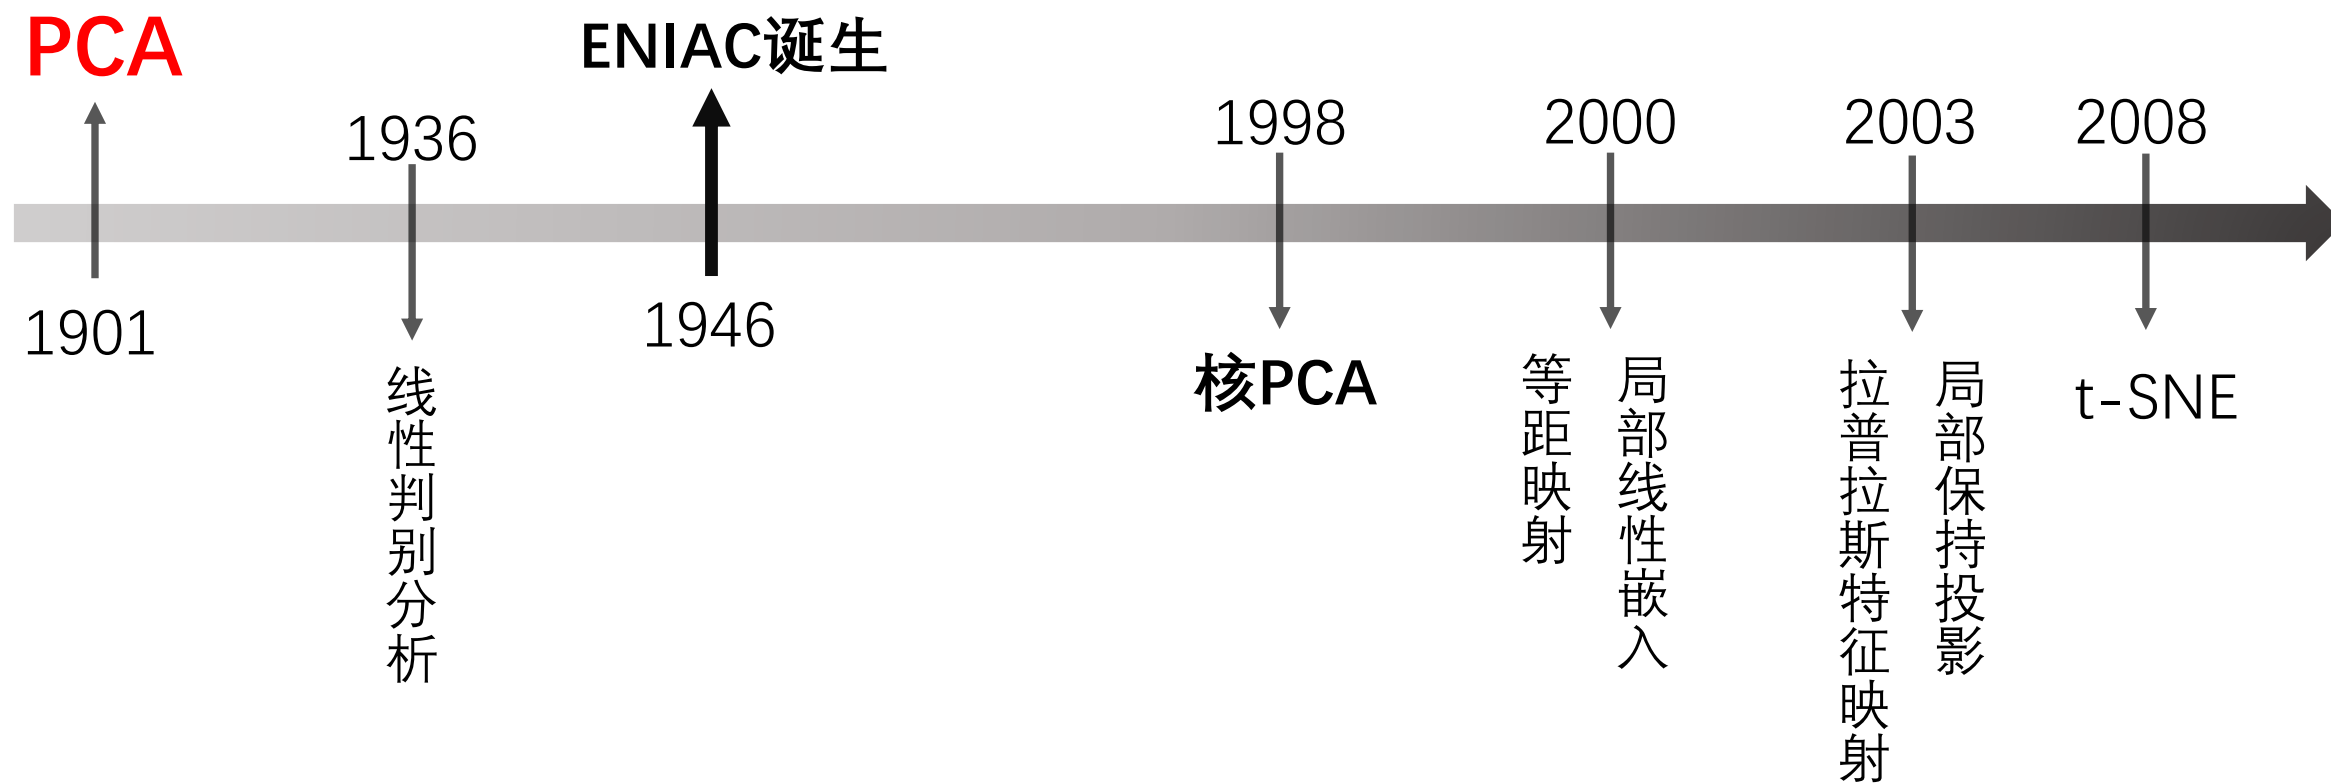 PCA
1901
1936
线性判别分析
ENIAC诞生
1946
1998
核PCA
2000
等距映射
局部线性嵌入
2003
拉普拉斯特征映射
局部保持投影
2008
t-SNE